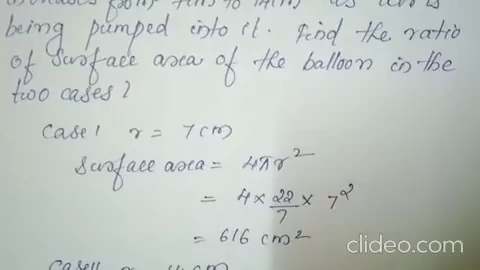 being pumped into it. Find the ratio
of surface area of the balloon in the
two cases?
Case I r = 7 cm
Surface area = 4πr²
= 4 × 22/7 × 7²
= 616 cm²
clideo.com